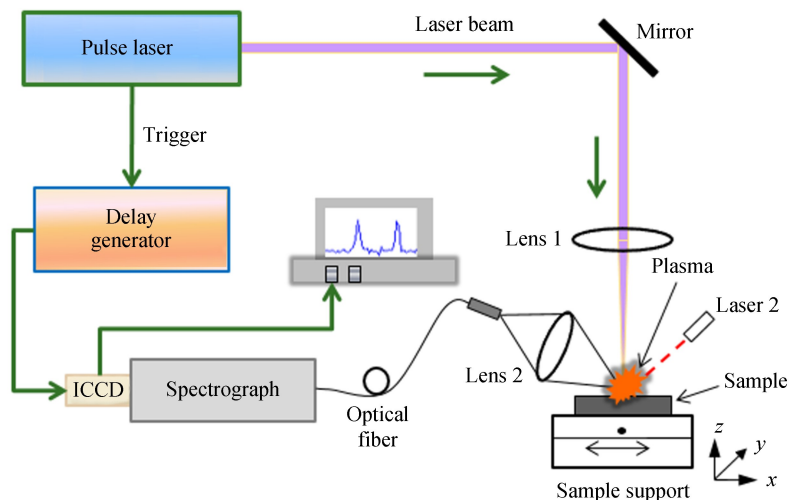 Laser beam
Mirror
Pulse laser
Trigger
Delay
generator
Lens 1
Plasma
Laser 2
ICCD
Spectrograph
Optical
fiber
Lens 2
Sample
z
y
x
Sample support